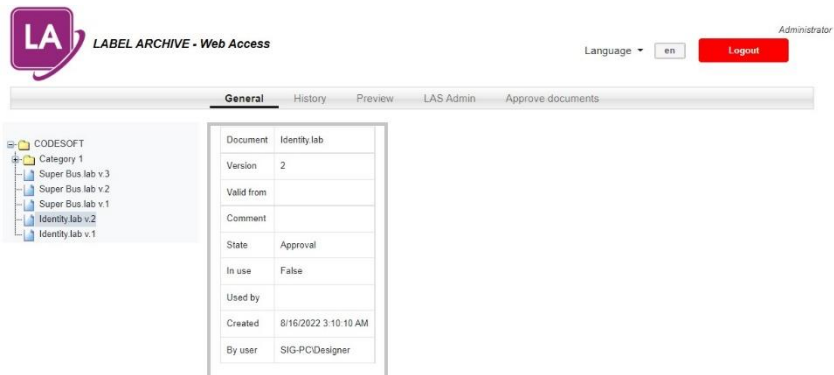 Administrator
LA LABEL ARCHIVE - Web Access
Language en Logout
General History Preview LAS Admin Approve documents
CODESOFT
Category 1
Super Bus.lab v.3
Super Bus.lab v.2
Super Bus.lab v.1
Identity.lab v.2
Identity.lab v.1
Document Identity.lab
Version 2
Valid from
Comment
State Approval
In use False
Used by
Created 8/16/2022 3:10:10 AM
By user SIG-PC\Designer